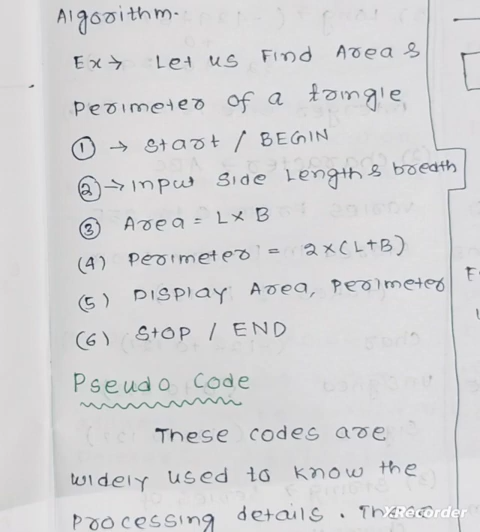 Algorithm.
Ex → Let us Find Area &
Perimeter of a triangle
① → Start / BEGIN
② → Input Side Length & breath
③ Area = L x B
(4) Perimeter = 2x(L+B)
(5) DISPLAY Area, Perimeter
(6) STOP / END
Pseudo Code
These codes are
widely used to know the
processing details.
XRecorder